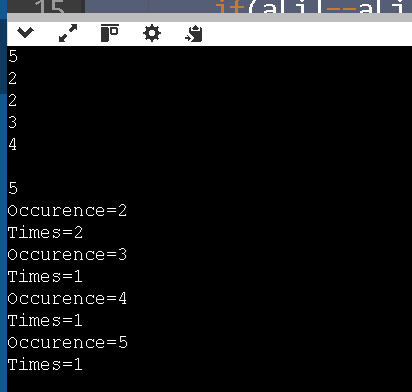 15
5
2
2
3
4
5
Occurence=2
Times=2
Occurence=3
Times=1
Occurence=4
Times=1
Occurence=5
Times=1